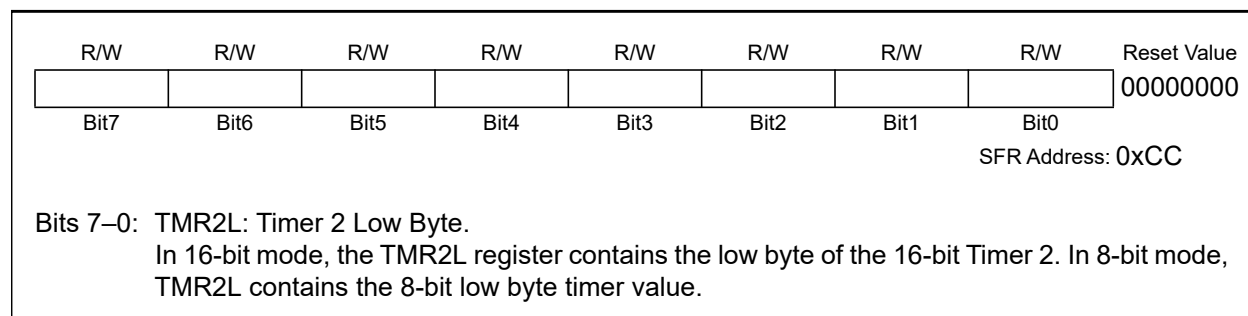 R/W R/W R/W R/W R/W R/W R/W R/W Reset Value
00000000
Bit7 Bit6 Bit5 Bit4 Bit3 Bit2 Bit1 Bit0
SFR Address: 0xCC
Bits 7–0: TMR2L: Timer 2 Low Byte.
In 16-bit mode, the TMR2L register contains the low byte of the 16-bit Timer 2. In 8-bit mode,
TMR2L contains the 8-bit low byte timer value.